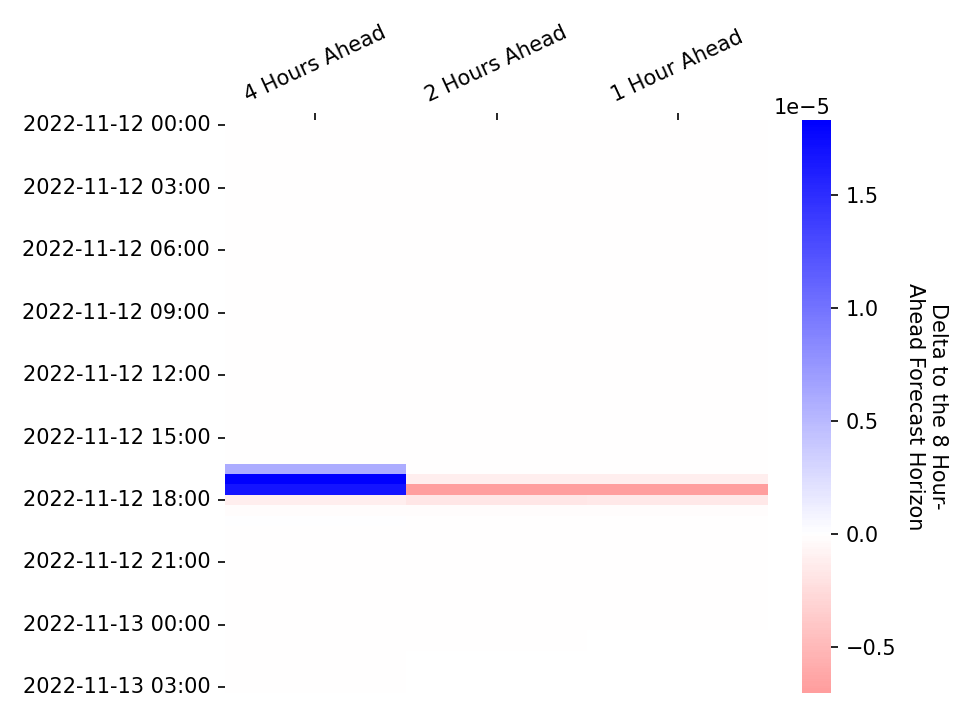 4 Hours Ahead
2 Hours Ahead
1 Hour Ahead
1e−5
2022-11-12 00:00
2022-11-12 03:00
2022-11-12 06:00
2022-11-12 09:00
2022-11-12 12:00
2022-11-12 15:00
2022-11-12 18:00
2022-11-12 21:00
2022-11-13 00:00
2022-11-13 03:00
1.5
1.0
0.5
0.0
−0.5
Delta to the 8 Hour-
Ahead Forecast Horizon